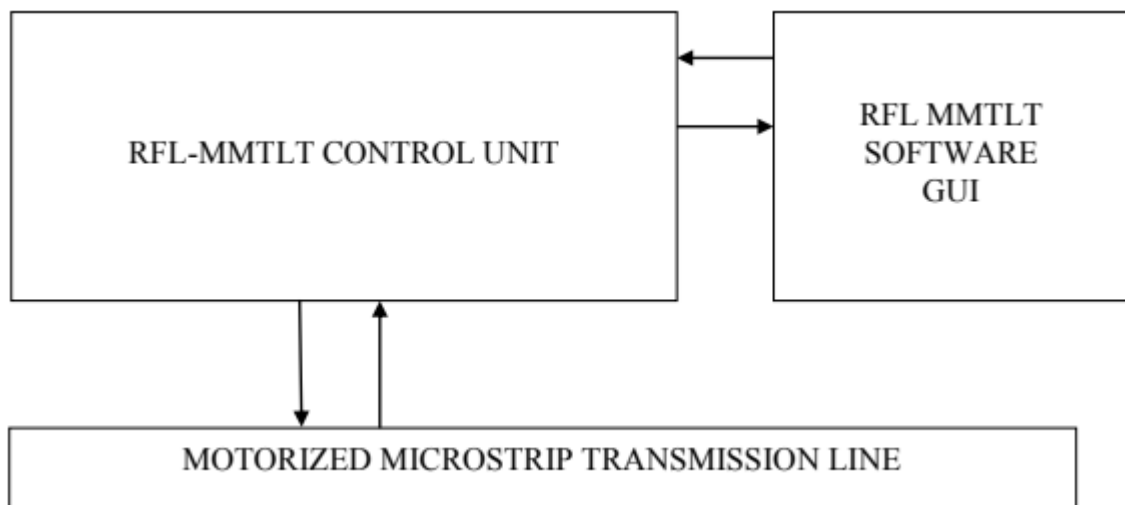 RFL-MMTLT CONTROL UNIT
RFL MMTLT
SOFTWARE
GUI
MOTORIZED MICROSTRIP TRANSMISSION LINE